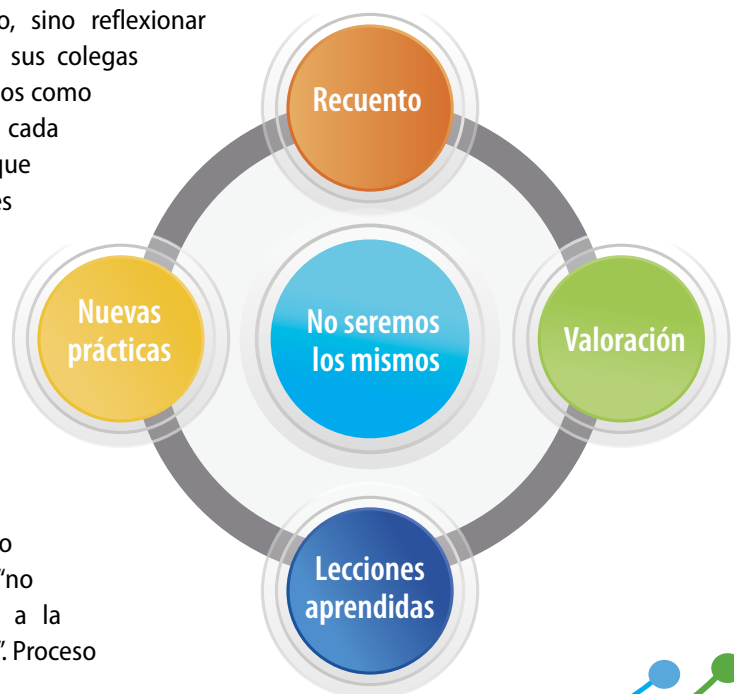 o, sino reflexionar
sus colegas
os como
cada
que
es
o
“no
a la
”. Proceso
Recuento
Nuevas
prácticas
No seremos
los mismos
Valoración
Lecciones
aprendidas